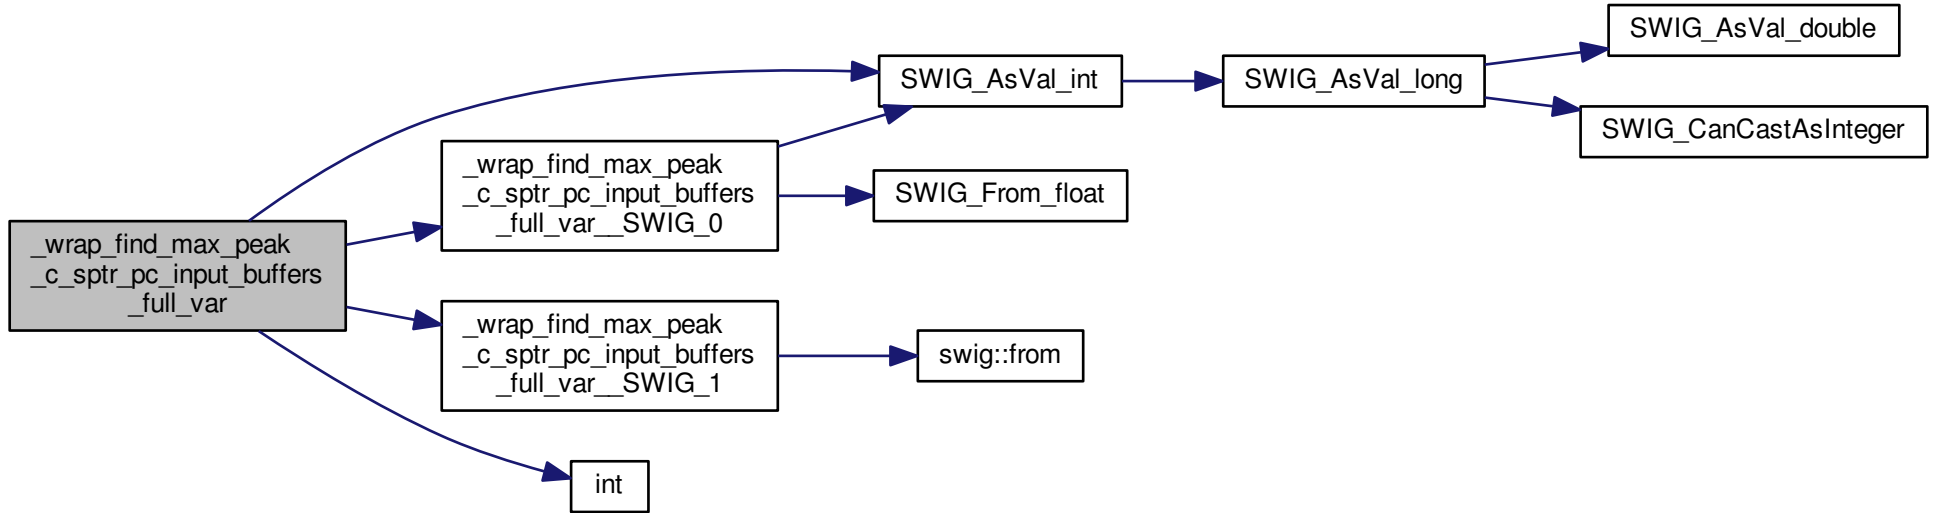 _wrap_find_max_peak
_c_sptr_pc_input_buffers
_full_var
_wrap_find_max_peak
_c_sptr_pc_input_buffers
_full_var__SWIG_0
_wrap_find_max_peak
_c_sptr_pc_input_buffers
_full_var__SWIG_1
int
SWIG_AsVal_int
SWIG_From_float
swig::from
SWIG_AsVal_long
SWIG_AsVal_double
SWIG_CanCastAsInteger